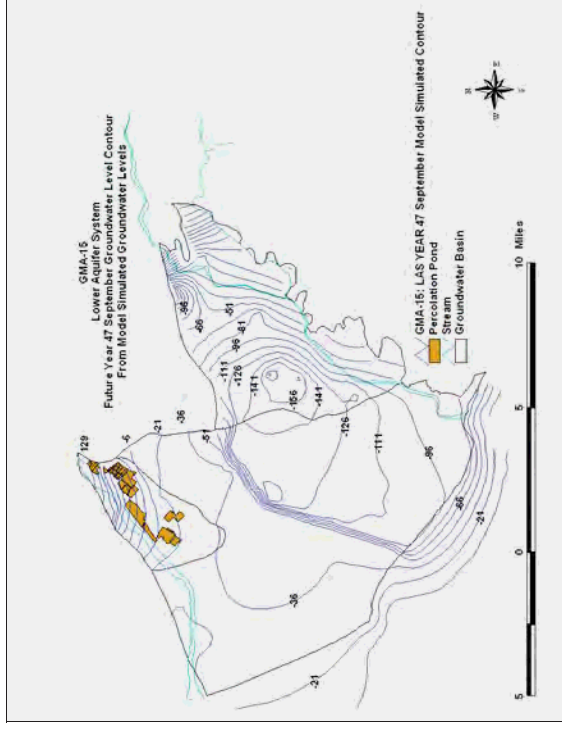 GMA-15
Lower Aquifer System
Future Year 47 September Groundwater Level Contour
From Model Simulated Groundwater Levels
129
-6
-21
-36
-51
-96
-66
-51
-81
-96
-111
-126
-141
-156
-141
-126
-111
-96
-66
-21
-36
-21
GMA-15: LAS YEAR 47 September Model Simulated Contour
Percolation Pond
Stream
Groundwater Basin
5
0
5
10 Miles